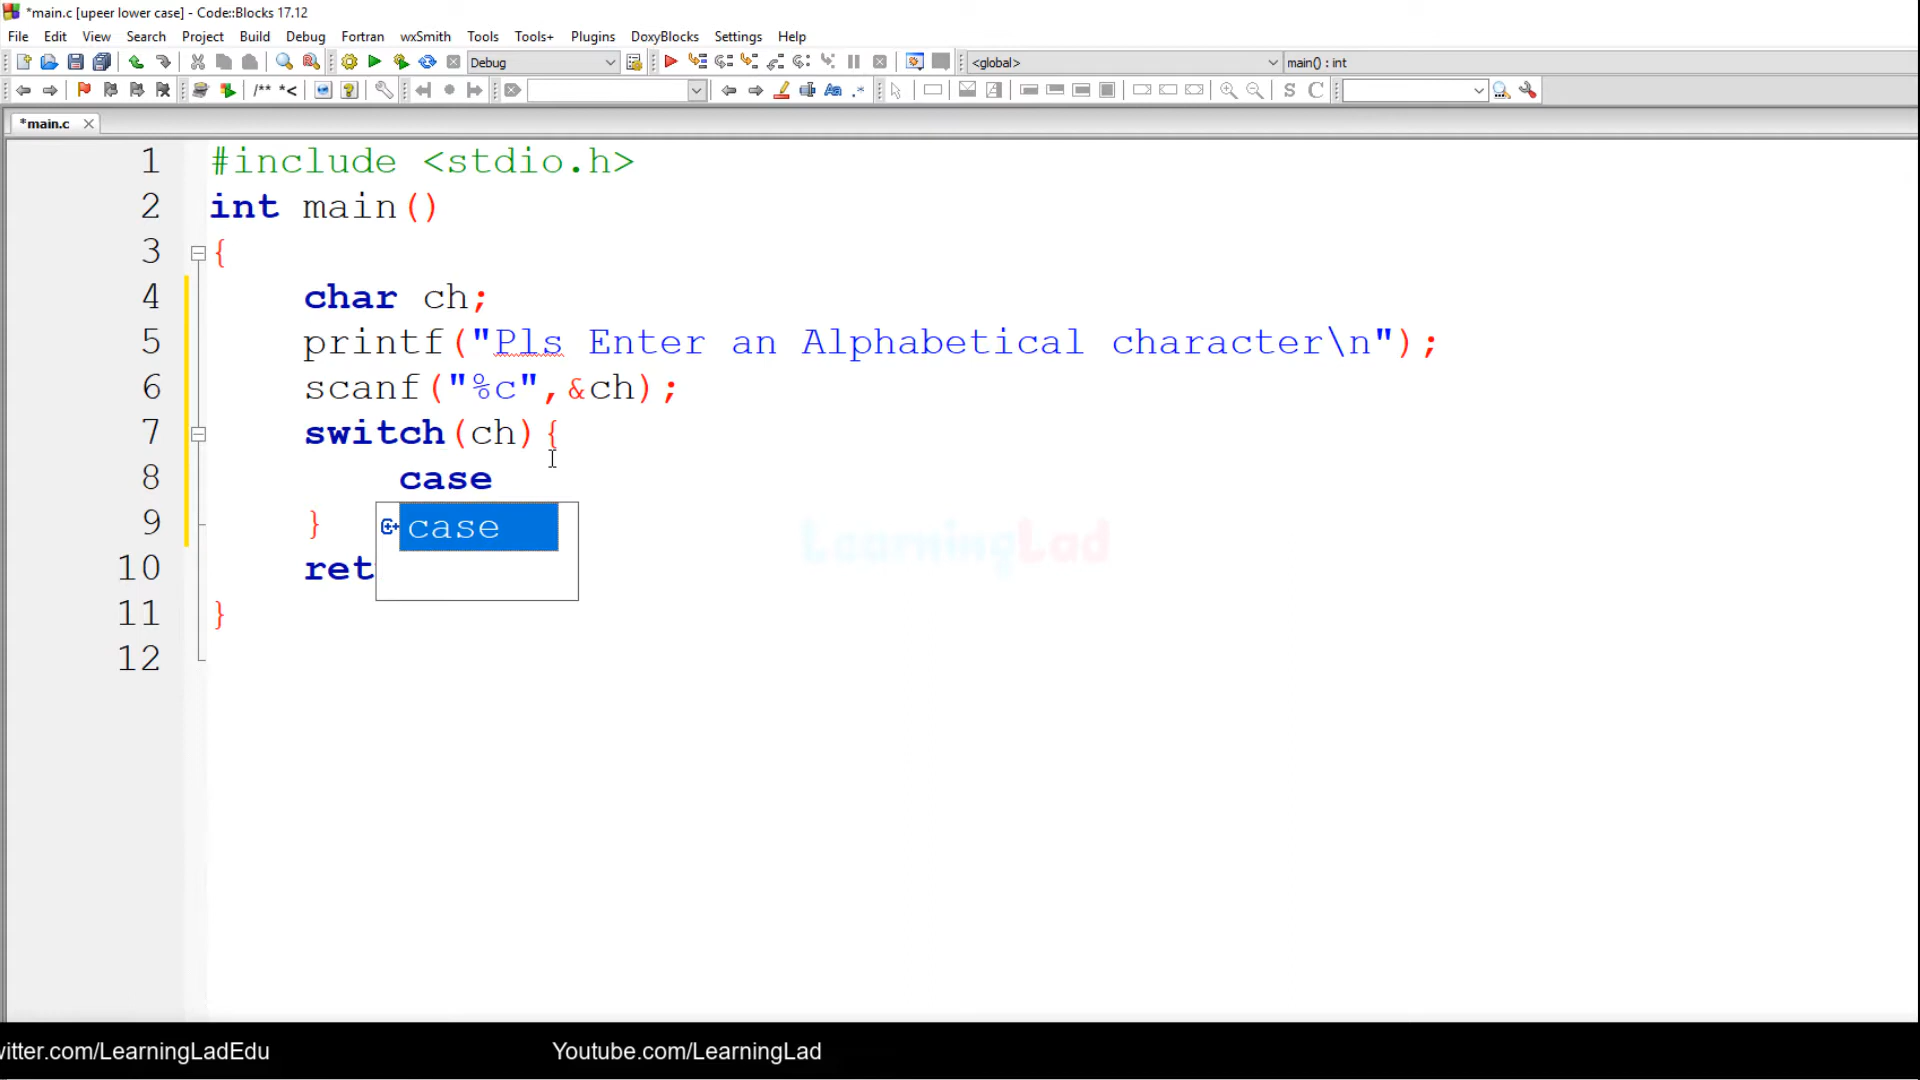 *main.c [upeer lower case] - Code::Blocks 17.12
File Edit View Search Project Build Debug Fortran wxSmith Tools Tools+ Plugins DoxyBlocks Settings Help
Debug <global> main() : int
/** *< Aa .* S C
*main.c
1 #include <stdio.h>
2 int main()
3 {
4 char ch;
5 printf("Pls Enter an Alphabetical character\n");
6 scanf("%c",&ch);
7 switch(ch){
8 case
case
9 }
10 ret
11 }
12
LearningLad
witter.com/LearningLadEdu Youtube.com/LearningLad